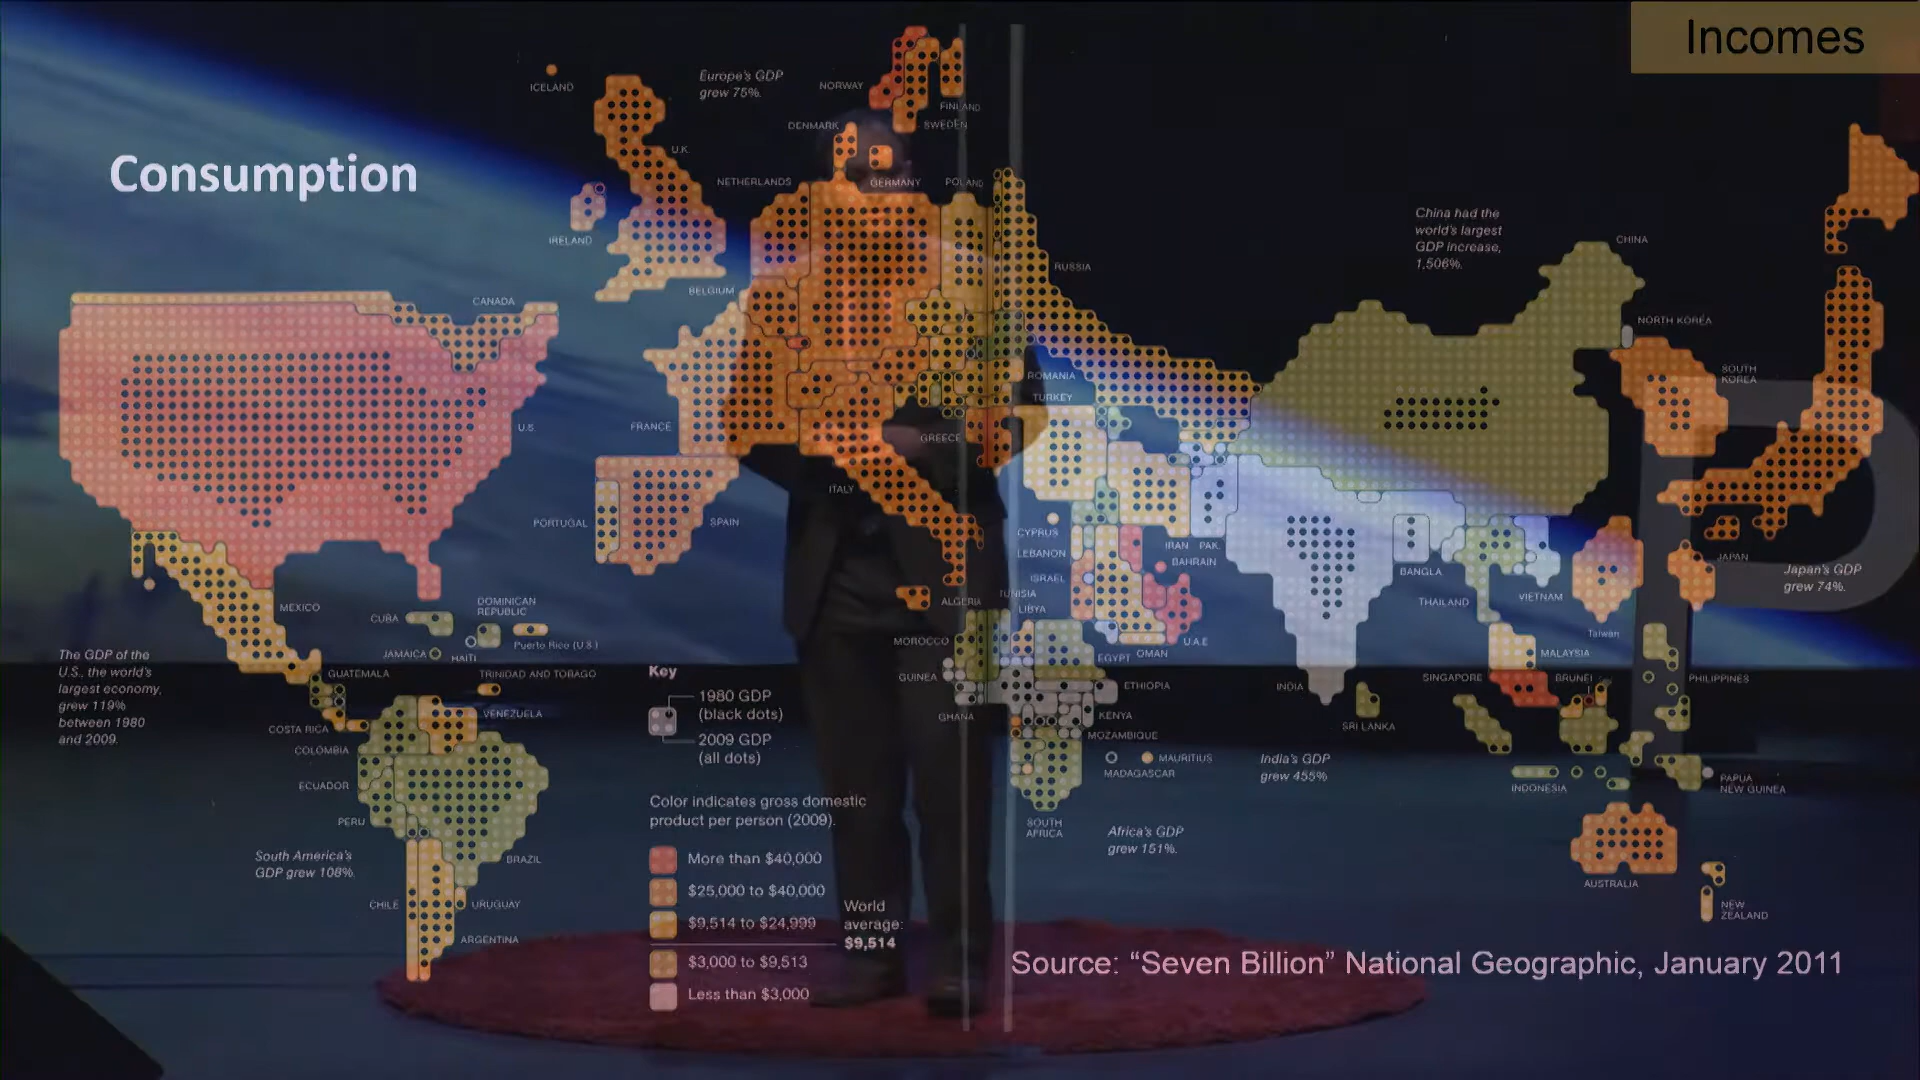 Incomes
Consumption
ICELAND
Europe's GDP
grew 75%.
NORWAY
FINLAND
SWEDEN
DENMARK
U.K.
NETHERLANDS
GERMANY
POLAND
IRELAND
BELGIUM
RUSSIA
China had the
world's largest
GDP increase,
1,506%.
CHINA
CANADA
NORTH KOREA
SOUTH
KOREA
ROMANIA
TURKEY
U.S.
FRANCE
GREECE
ITALY
PORTUGAL
SPAIN
CYPRUS
LEBANON
ISRAEL
IRAN
PAK.
BAHRAIN
BANGLA
JAPAN
Japan's GDP
grew 74%.
THAILAND
VIETNAM
Taiwan
MEXICO
CUBA
DOMINICAN
REPUBLIC
Puerto Rico (U.S.)
JAMAICA
HAITI
ALGERIA
TUNISIA
LIBYA
MOROCCO
U.A.E
OMAN
EGYPT
MALAYSIA
The GDP of the
U.S., the world's
largest economy,
grew 119%
between 1980
and 2009.
GUATEMALA
TRINIDAD AND TOBAGO
Key
1980 GDP
(black dots)
2009 GDP
(all dots)
GUINEA
ETHIOPIA
INDIA
SINGAPORE
BRUNEI
PHILIPPINES
COSTA RICA
VENEZUELA
GHANA
KENYA
SRI LANKA
COLOMBIA
MOZAMBIQUE
MAURITIUS
MADAGASCAR
India's GDP
grew 455%
INDONESIA
PAPUA
NEW GUINEA
ECUADOR
PERU
Color indicates gross domestic
product per person (2009).
SOUTH
AFRICA
Africa's GDP
grew 151%.
South America's
GDP grew 108%.
BRAZIL
More than $40,000
$25,000 to $40,000
$9,514 to $24,999
World
average:
$9,514
$3,000 to $9,513
Less than $3,000
AUSTRALIA
NEW
ZEALAND
CHILE
URUGUAY
ARGENTINA
Source: “Seven Billion” National Geographic, January 2011